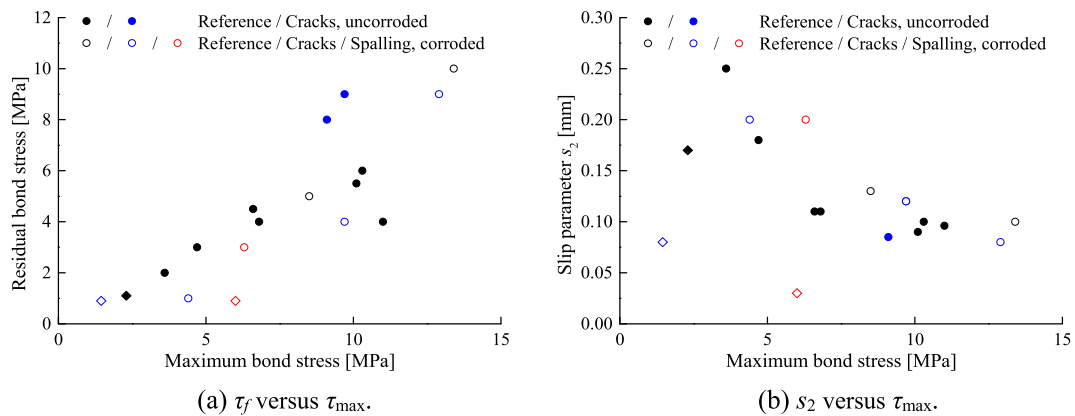 12
10
8
6
4
2
0
Residual bond stress [MPa]
/ Reference / Cracks, uncorroded
/ / Reference / Cracks / Spalling, corroded
0 5 10 15
Maximum bond stress [MPa]
(a) τf versus τmax.
0.30
0.25
0.20
0.15
0.10
0.05
0.00
Slip parameter s2 [mm]
/ Reference / Cracks, uncorroded
/ / Reference / Cracks / Spalling, corroded
0 5 10 15
Maximum bond stress [MPa]
(b) s2 versus τmax.